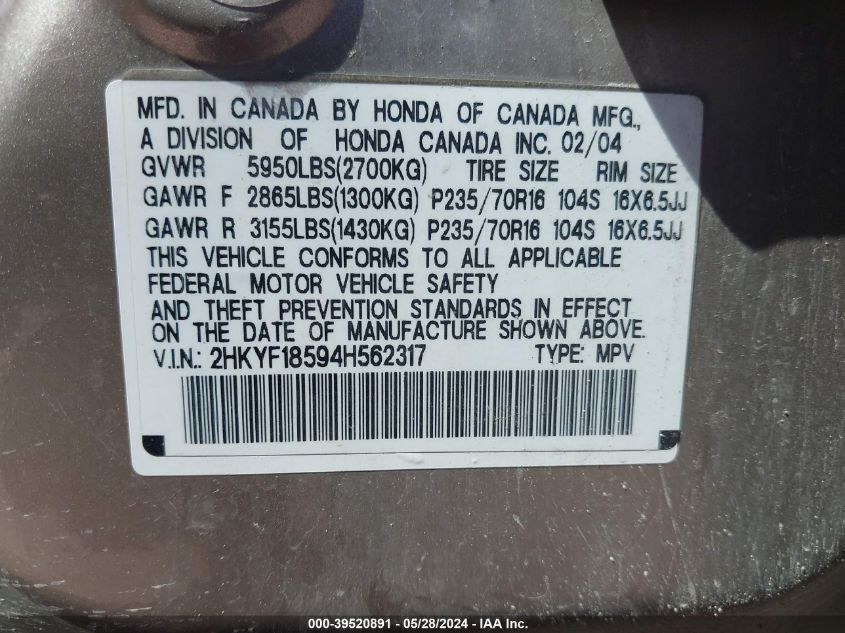 MFD. IN CANADA BY HONDA OF CANADA MFG.,
A DIVISION OF HONDA CANADA INC. 02/04
GVWR 5950LBS(2700KG) TIRE SIZE RIM SIZE
GAWR F 2865LBS(1300KG) P235/70R16 104S 16X6.5JJ
GAWR R 3155LBS(1430KG) P235/70R16 104S 16X6.5JJ
THIS VEHICLE CONFORMS TO ALL APPLICABLE
FEDERAL MOTOR VEHICLE SAFETY
AND THEFT PREVENTION STANDARDS IN EFFECT
ON THE DATE OF MANUFACTURE SHOWN ABOVE.
V.I.N.: 2HKYF18594H562317 TYPE: MPV
000-39520891 - 05/28/2024 - IAA Inc.